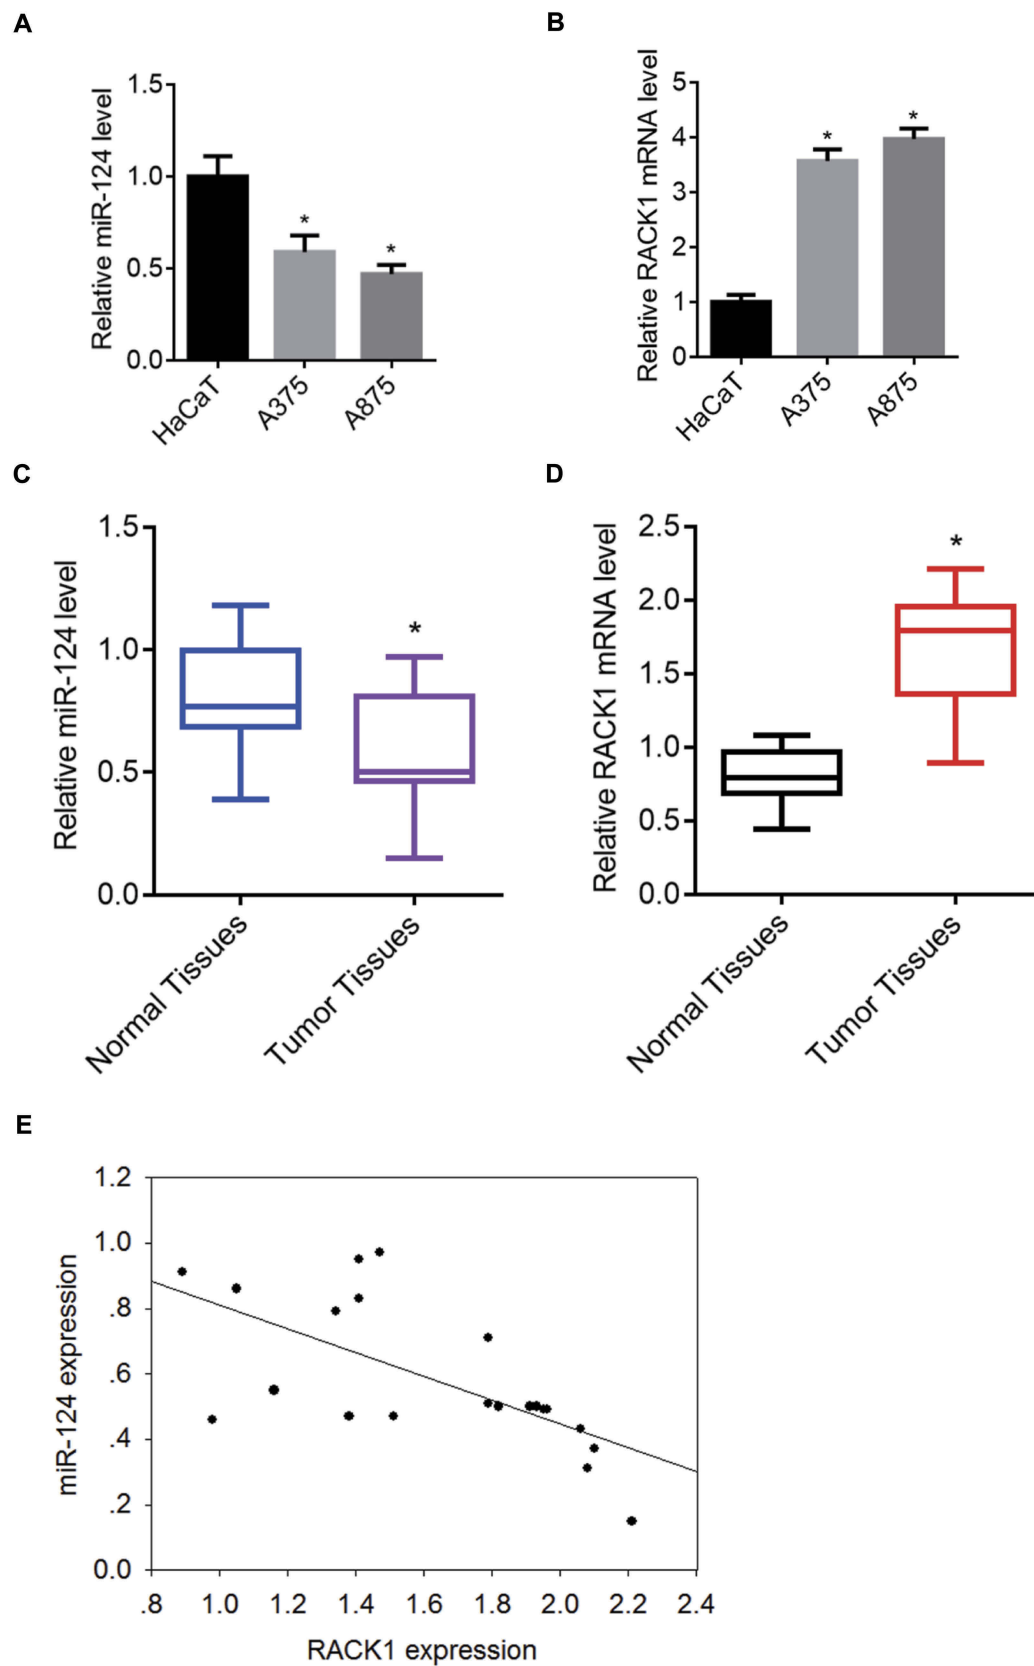 A
Relative miR-124 level
1.5
1.0
0.5
0.0
*
*
HaCaT
A375
A875
B
Relative RACK1 mRNA level
5
4
3
2
1
0
*
*
HaCaT
A375
A875
C
Relative miR-124 level
1.5
1.0
0.5
0.0
*
Normal Tissues
Tumor Tissues
D
Relative RACK1 mRNA level
2.5
2.0
1.5
1.0
0.5
0.0
*
Normal Tissues
Tumor Tissues
E
miR-124 expression
1.2
1.0
.8
.6
.4
.2
0.0
.8 1.0 1.2 1.4 1.6 1.8 2.0 2.2 2.4
RACK1 expression